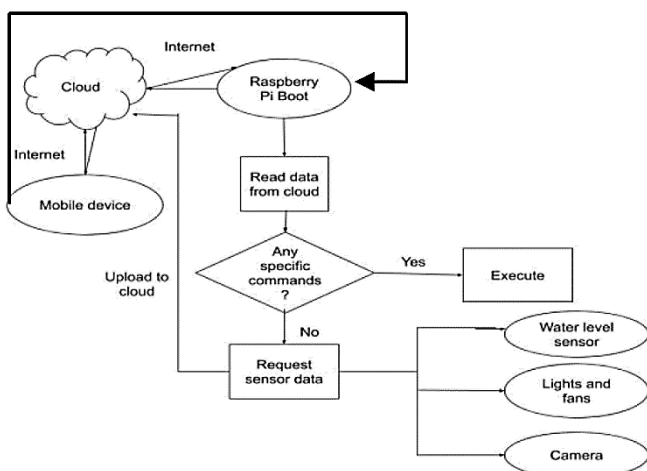 Internet
Cloud
Raspberry
Pi Boot
Internet
Mobile device
Read data
from cloud
Any
specific
commands
?
Yes
Execute
Upload to
cloud
No
Request
sensor data
Water level
sensor
Lights and
fans
Camera